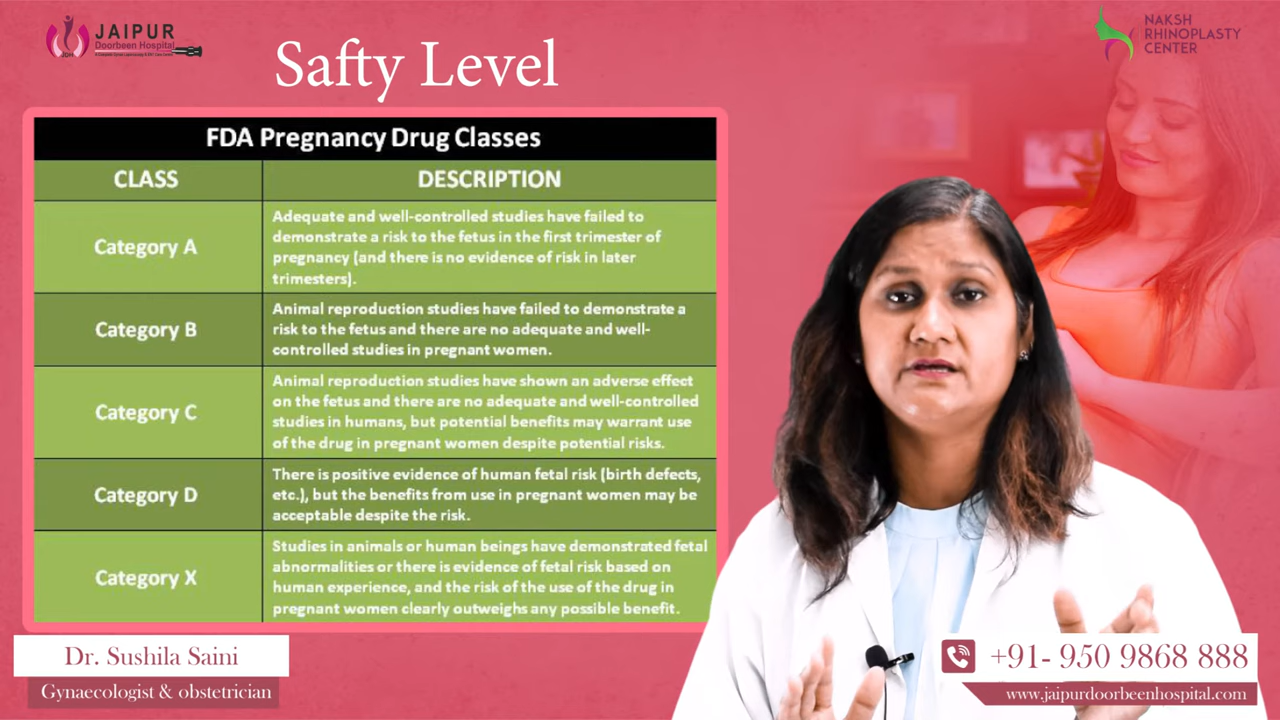 JAIPUR
Doorbeen Hospital
JDH
NAKSH
RHINOPLASTY
CENTER
Safty Level
FDA Pregnancy Drug Classes
CLASS
DESCRIPTION
Category A
Adequate and well-controlled studies have failed to
demonstrate a risk to the fetus in the first trimester of
pregnancy (and there is no evidence of risk in later
trimesters).
Category B
Animal reproduction studies have failed to demonstrate a
risk to the fetus and there are no adequate and well-
controlled studies in pregnant women.
Category C
Animal reproduction studies have shown an adverse effect
on the fetus and there are no adequate and well-controlled
studies in humans, but potential benefits may warrant use
of the drug in pregnant women despite potential risks.
Category D
There is positive evidence of human fetal risk (birth defects,
etc.), but the benefits from use in pregnant women may be
acceptable despite the risk.
Category X
Studies in animals or human beings have demonstrated fetal
abnormalities or there is evidence of fetal risk based on
human experience, and the risk of the use of the drug in
pregnant women clearly outweighs any possible benefit.
Dr. Sushila Saini
Gynaecologist & obstetrician
+91- 950 9868 888
www.jaipurdoorbeenhospital.com